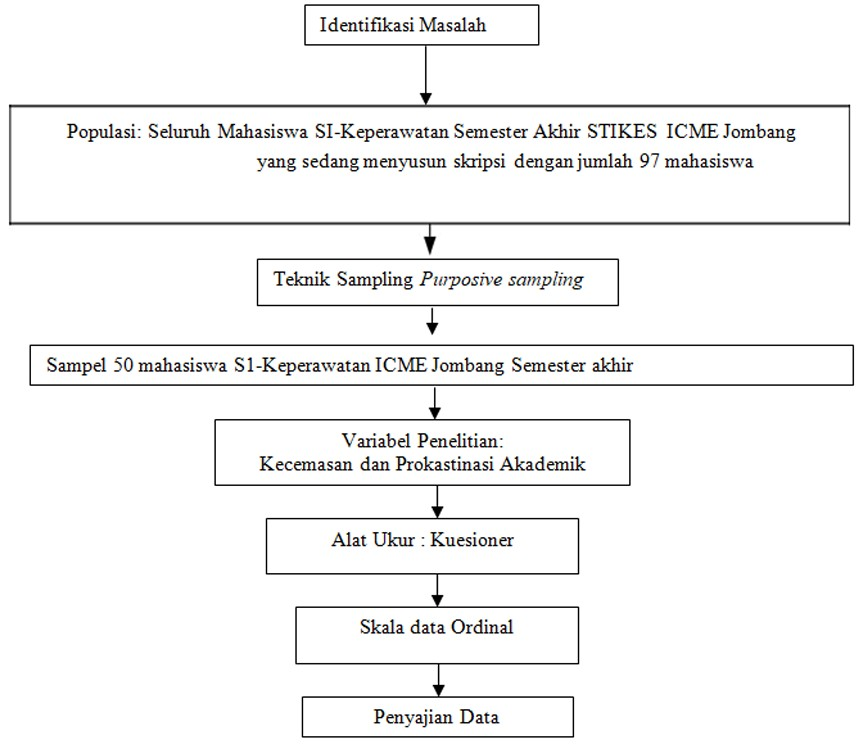 Identifikasi Masalah
Populasi: Seluruh Mahasiswa SI-Keperawatan Semester Akhir STIKES ICME Jombang
yang sedang menyusun skripsi dengan jumlah 97 mahasiswa
Teknik Sampling Purposive sampling
Sampel 50 mahasiswa S1-Keperawatan ICME Jombang Semester akhir
Variabel Penelitian:
Kecemasan dan Prokastinasi Akademik
Alat Ukur : Kuesioner
Skala data Ordinal
Penyajian Data